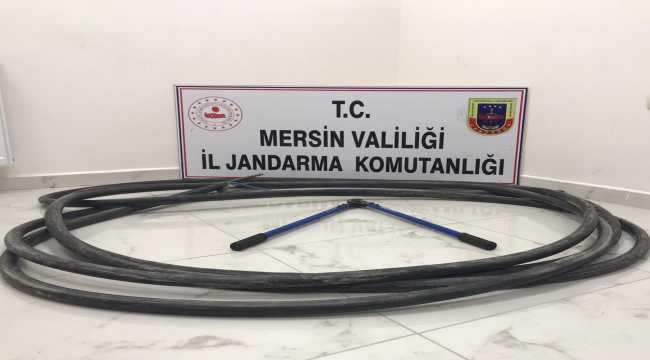 T.C.
MERSİN VALİLİĞİ
İL JANDARMA KOMUTANLIĞI